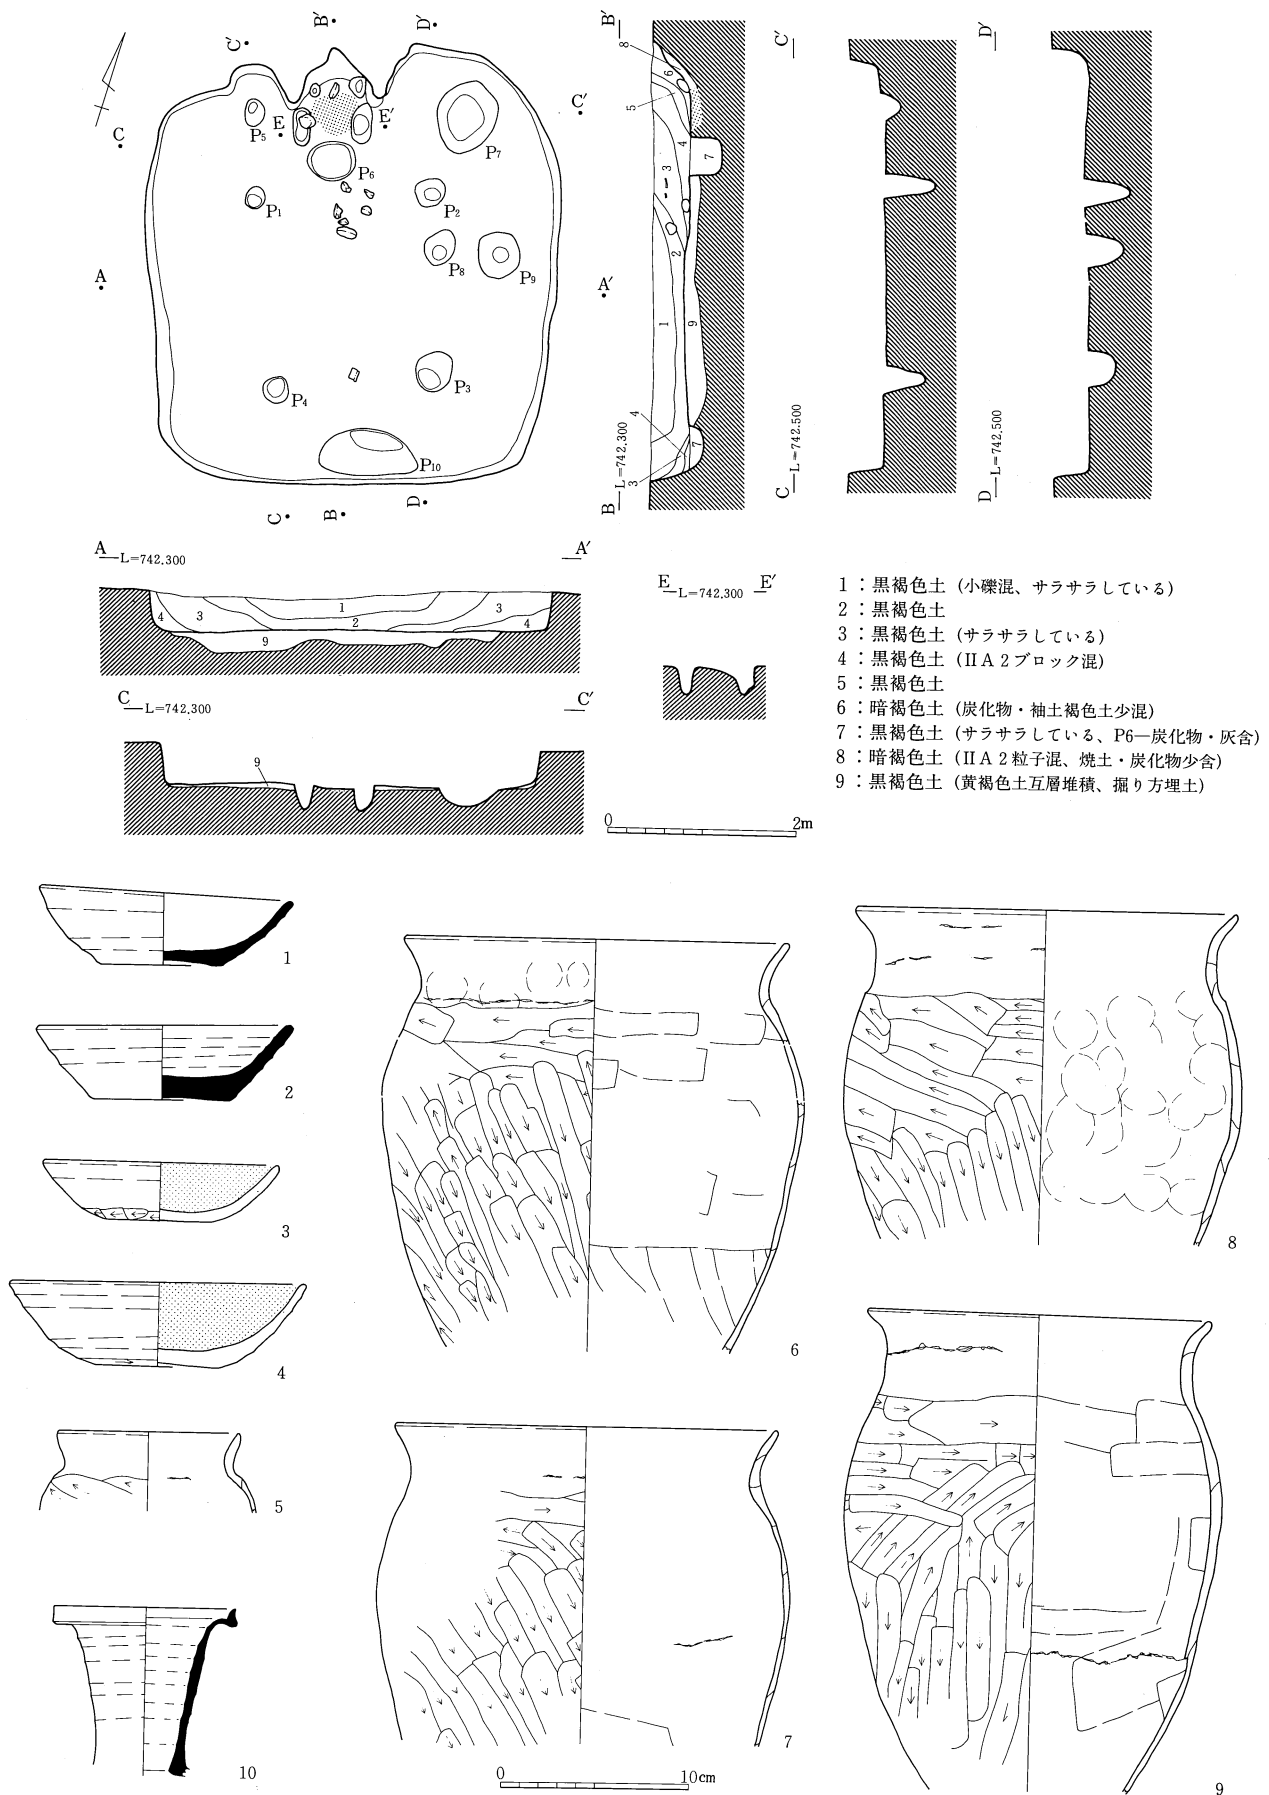 B′
D′
C′
C′
C
E
E′
P5
P7
P6
P1
P2
P8
P9
A
A′
P4
P3
P10
C
B
D
B′
8
6
5
4
7
3
2
1
9
4
7
3
B L=742.300
C′
C L=742.500
D′
D L=742.500
A L=742.300 A′
4 3 1 2 3 4
9
C L=742.300 C′
9
E L=742.300 E′
0 2m
1：黒褐色土（小礫混、サラサラしている）
2：黒褐色土
3：黒褐色土（サラサラしている）
4：黒褐色土（ⅡA2ブロック混）
5：黒褐色土
6：暗褐色土（炭化物・袖土褐色土少混）
7：黒褐色土（サラサラしている、P6―炭化物・灰含）
8：暗褐色土（ⅡA2粒子混、焼土・炭化物少含）
9：黒褐色土（黄褐色土互層堆積、掘り方埋土）
1
2
3
4
5
6
7
8
9
10
0 10cm